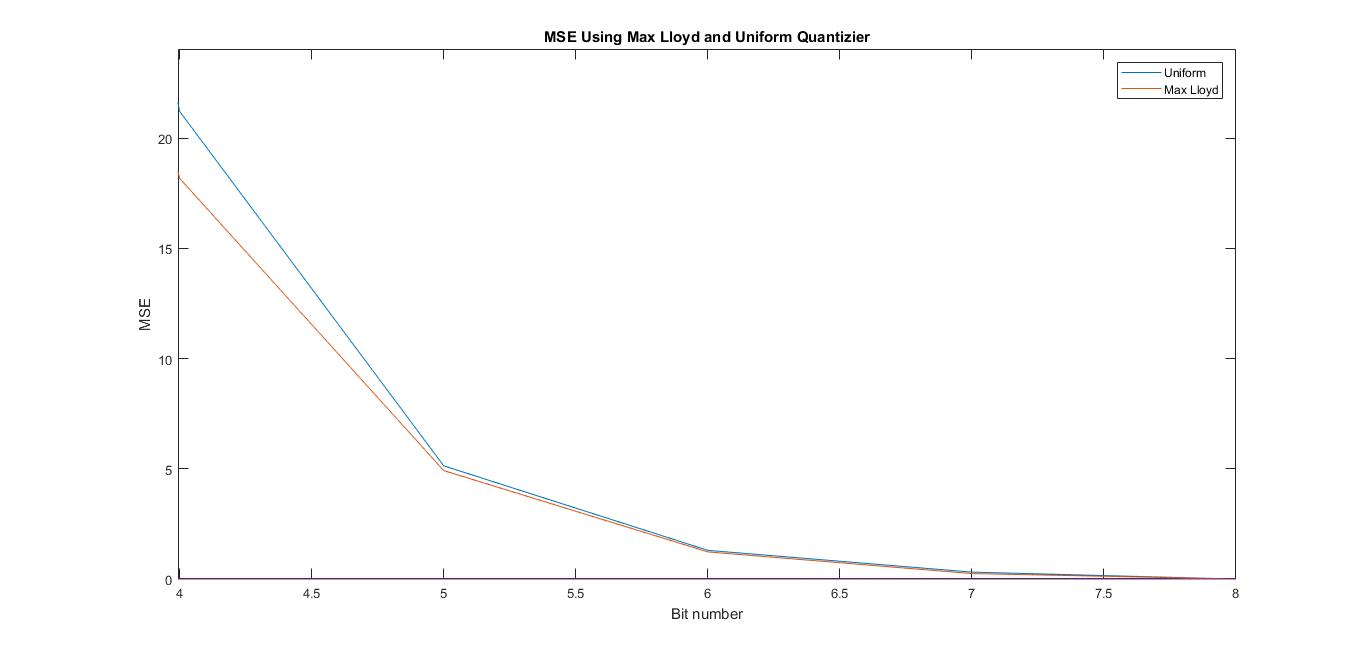 MSE Using Max Lloyd and Uniform Quantizier
Uniform
Max Lloyd
20
15
10
5
0
MSE
4 4.5 5 5.5 6 6.5 7 7.5 8
Bit number